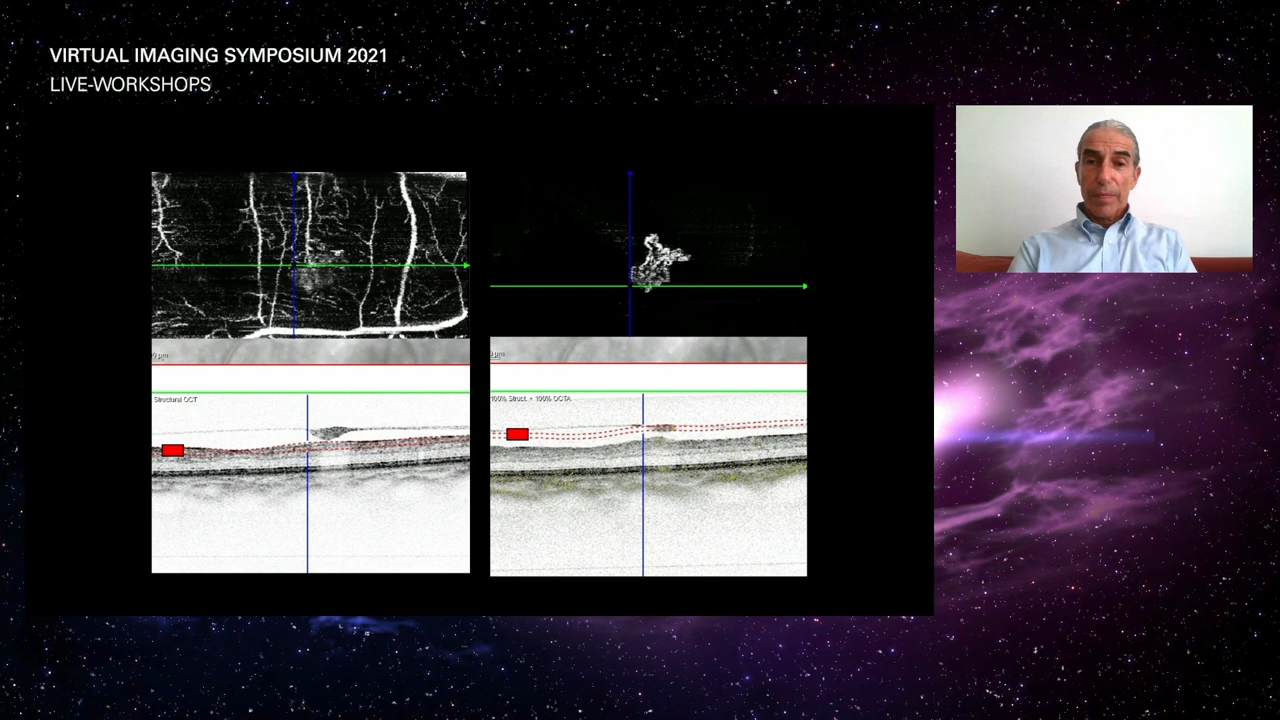 VIRTUAL IMAGING SYMPOSIUM 2021
LIVE-WORKSHOPS
Structural OCT
100% Struct. + 100% OCTA